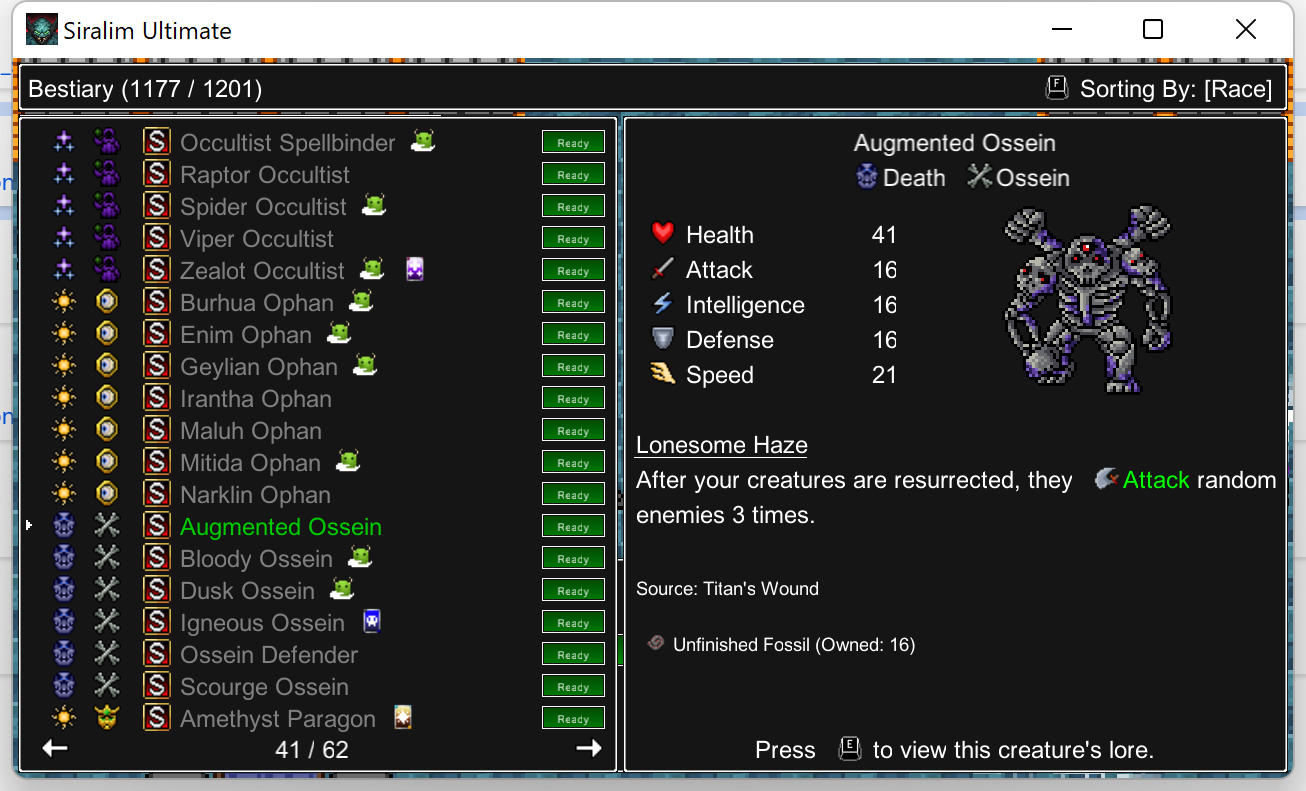 Siralim Ultimate
Bestiary (1177 / 1201)
F Sorting By: [Race]
S Occultist Spellbinder Ready
S Raptor Occultist Ready
S Spider Occultist Ready
S Viper Occultist Ready
S Zealot Occultist Ready
S Burhua Ophan Ready
S Enim Ophan Ready
S Geylian Ophan Ready
S Irantha Ophan Ready
S Maluh Ophan Ready
S Mitida Ophan Ready
S Narklin Ophan Ready
S Augmented Ossein Ready
S Bloody Ossein Ready
S Dusk Ossein Ready
S Igneous Ossein Ready
S Ossein Defender Ready
S Scourge Ossein Ready
S Amethyst Paragon Ready
41 / 62
Augmented Ossein
Death Ossein
Health 41
Attack 16
Intelligence 16
Defense 16
Speed 21
Lonesome Haze
After your creatures are resurrected, they Attack random
enemies 3 times.
Source: Titan's Wound
Unfinished Fossil (Owned: 16)
Press E to view this creature's lore.